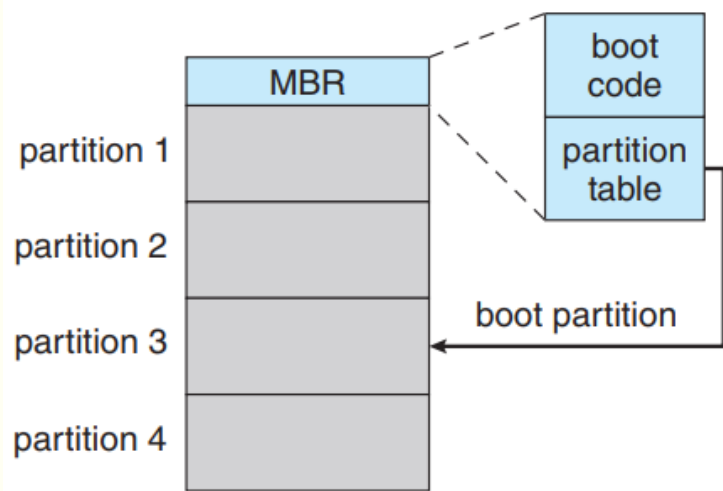 MBR
boot
code
partition
table
partition 1
partition 2
boot partition
partition 3
partition 4